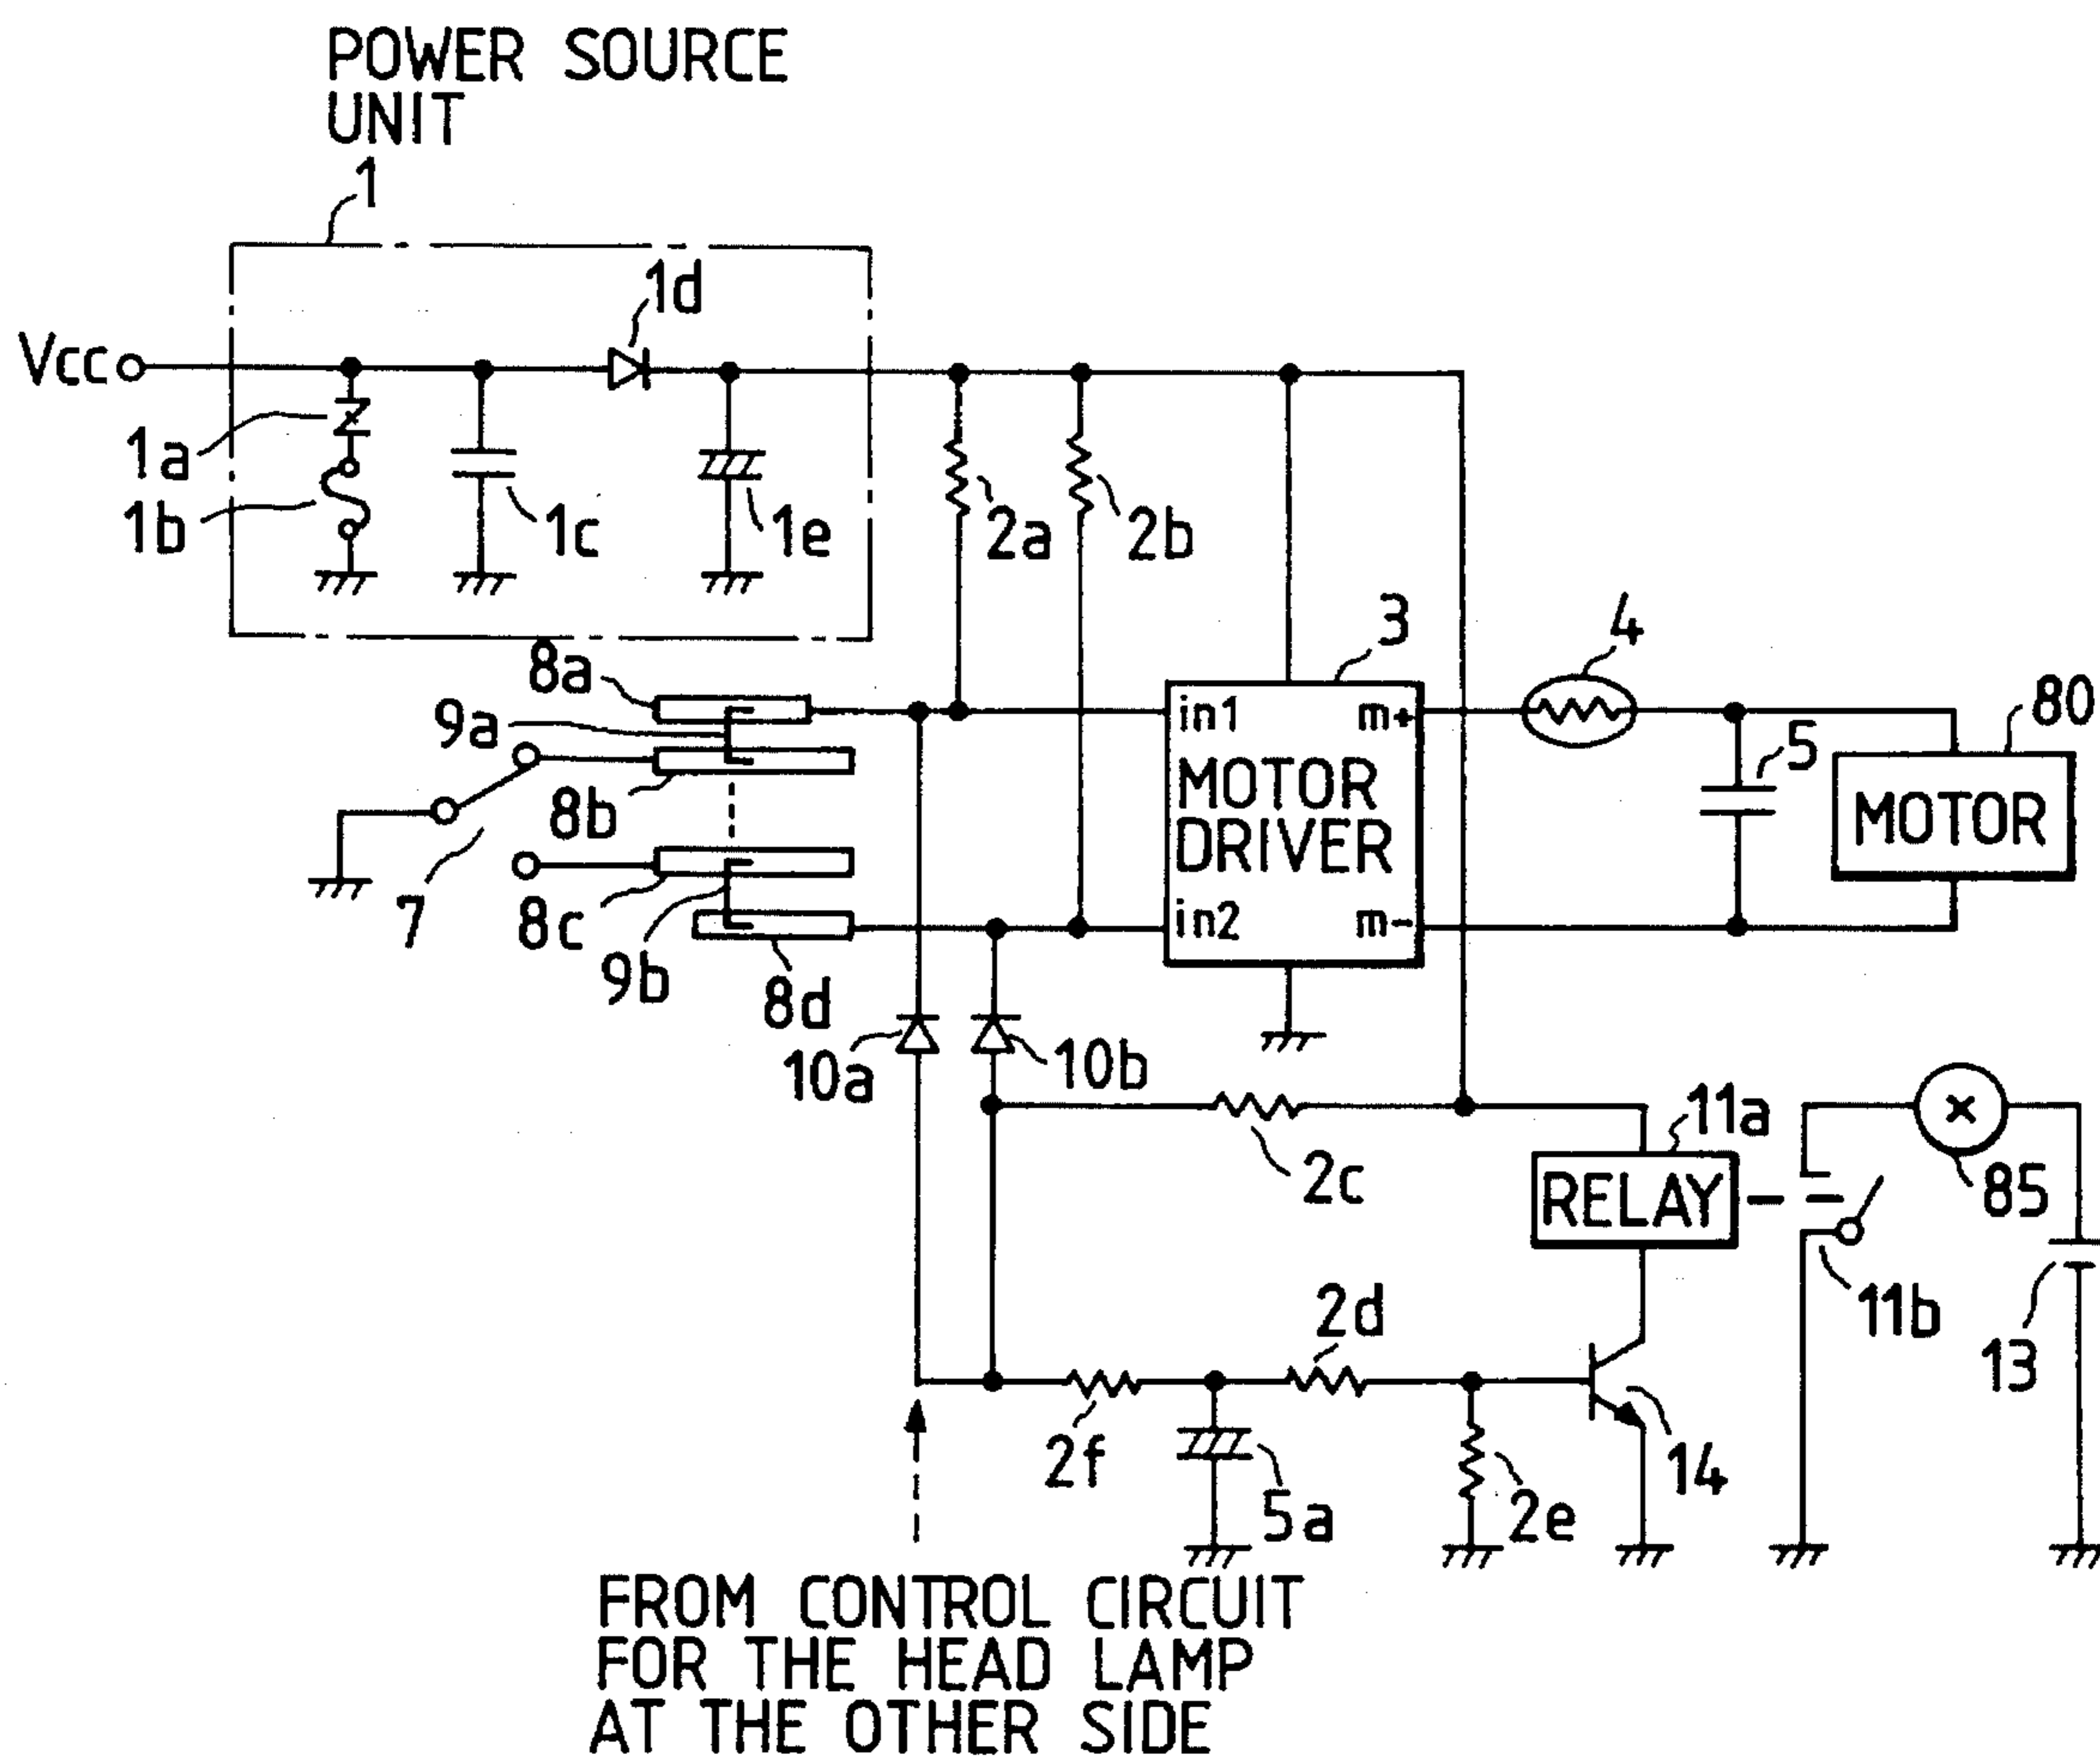 POWER SOURCE
UNIT
1
1d
Vcc
1a
1b
1c
1e
2a
2b
3
4
8a
9a
in1
m+
80
5
8b
MOTOR
DRIVER
MOTOR
7
8c
in2
m-
9b
8d
10a
10b
11a
2c
RELAY
85
2d
11b
13
2f
5a
2e
14
FROM CONTROL CIRCUIT
FOR THE HEAD LAMP
AT THE OTHER SIDE